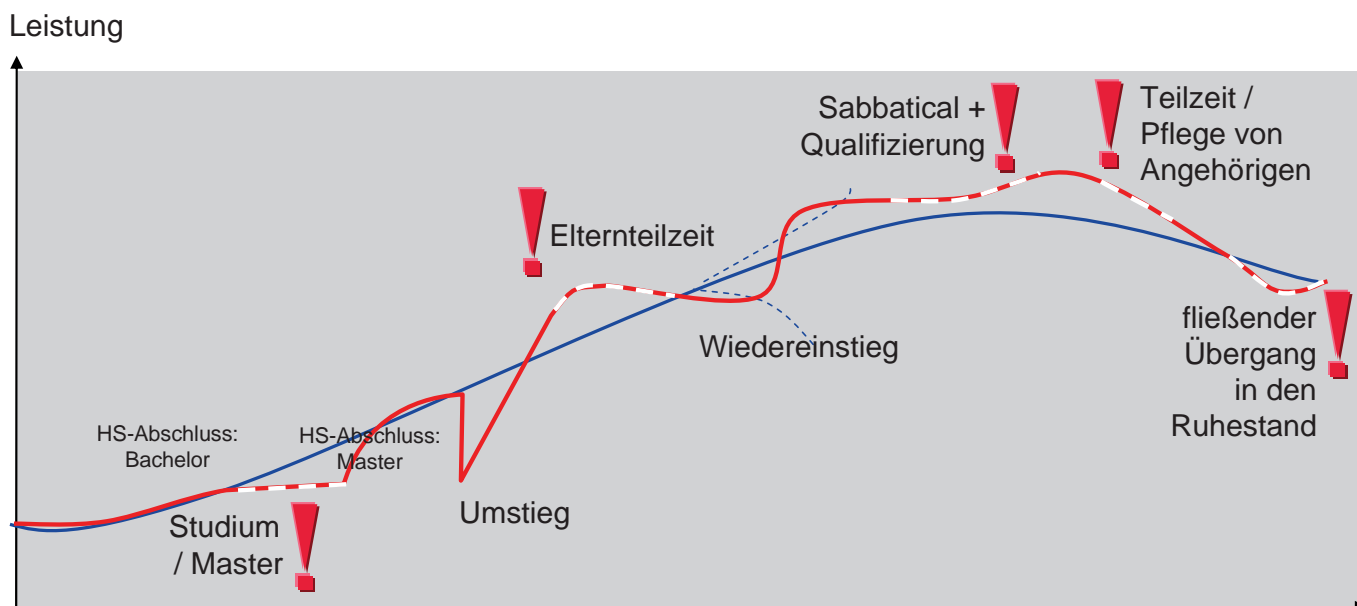 Leistung
Sabbatical +
Qualifizierung
Teilzeit /
Pflege von
Angehörigen
Elternteilzeit
Wiedereinstieg
fließender
Übergang
in den
Ruhestand
HS-Abschluss:
Bachelor
HS-Abschluss:
Master
Umstieg
Studium
/ Master